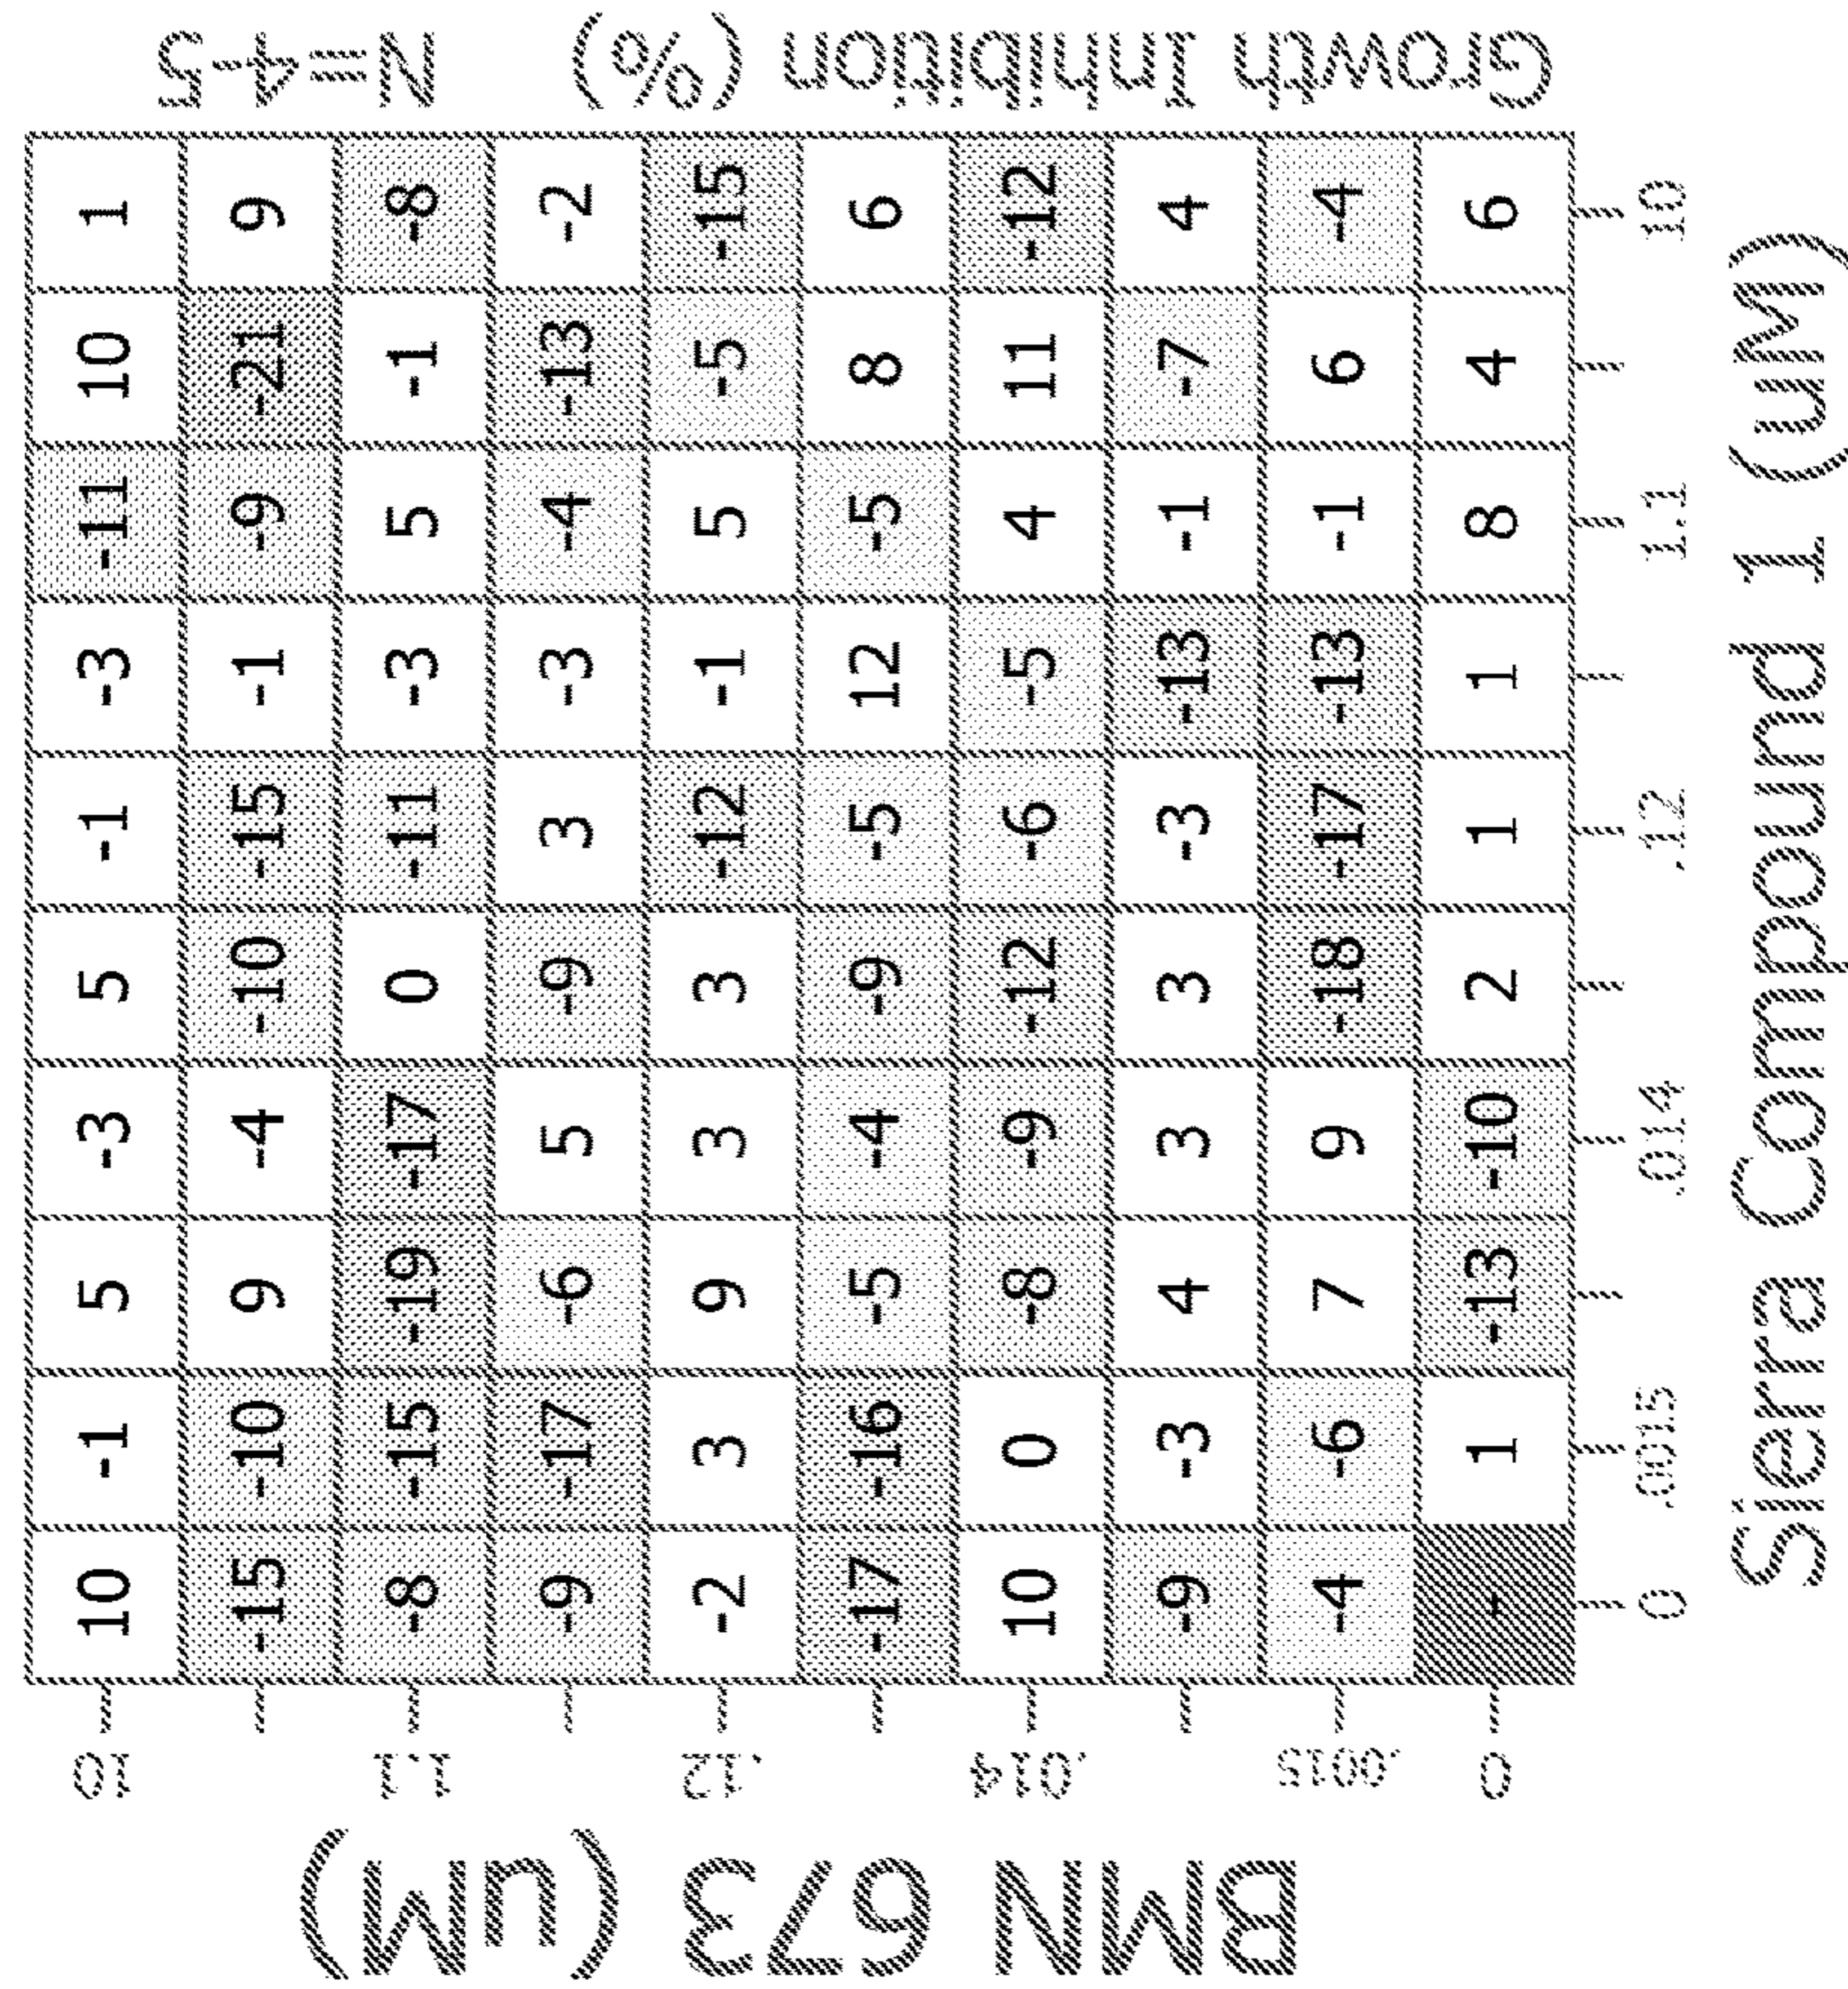 BMN 673 (uM)
10 10 -1 5 -3 5 -1 -3 -11 10 1
-15 -10 9 -4 -10 -15 -1 -9 -21 9
1.1 -8 -15 -19 -17 0 -11 -3 5 -1 -8
-9 -17 -6 5 -9 3 -3 -4 -13 -2
.12 -2 3 9 3 3 -12 -1 5 -5 -15
-17 -16 -5 -4 -9 -5 12 -5 8 6
.014 10 0 -8 -9 -12 -6 -5 4 11 -12
-9 -3 4 3 3 -3 -13 -1 -7 4
.0015 -4 -6 7 9 -18 -17 -13 -1 6 -4
0 - 1 -13 -10 2 1 1 8 4 6
0 .0015 .014 .12 1.1 10
Sierra Compound 1 (uM)
Growth Inhibition (%) N=4-5